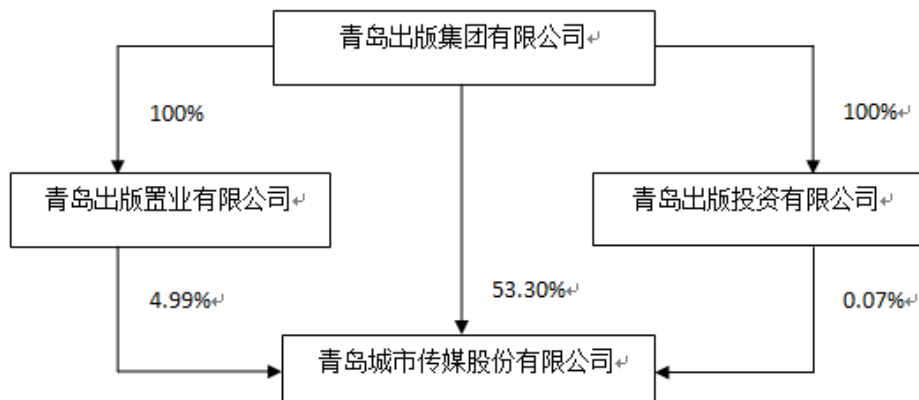 青岛出版集团有限公司
100%
100%
青岛出版置业有限公司
青岛出版投资有限公司
4.99%
53.30%
0.07%
青岛城市传媒股份有限公司